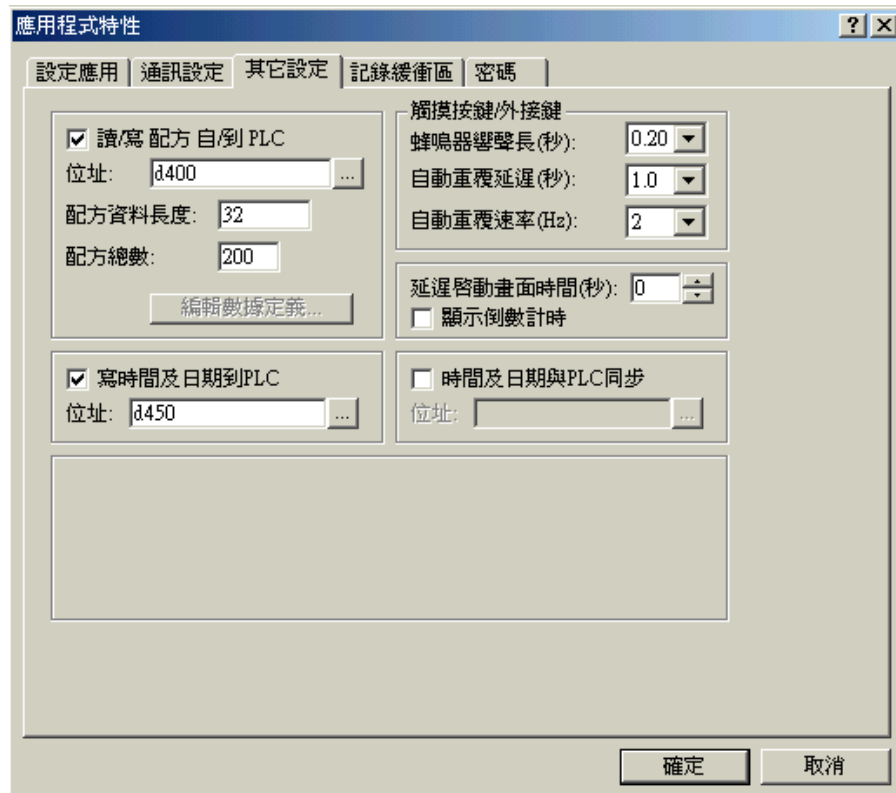 應用程式特性
設定應用 通訊設定 其它設定 記錄緩衝區 密碼
讀/寫 配方 自/到 PLC
位址: d400 ...
配方資料長度: 32
配方總數: 200
編輯數據定義...
觸摸按鍵/外接鍵
蜂鳴器響聲長(秒): 0.20
自動重覆延遲(秒): 1.0
自動重覆速率(Hz): 2
延遲啓動畫面時間(秒): 0
顯示倒數計時
寫時間及日期到PLC
位址: d450 ...
時間及日期與PLC同步
位址: ...
確定 取消